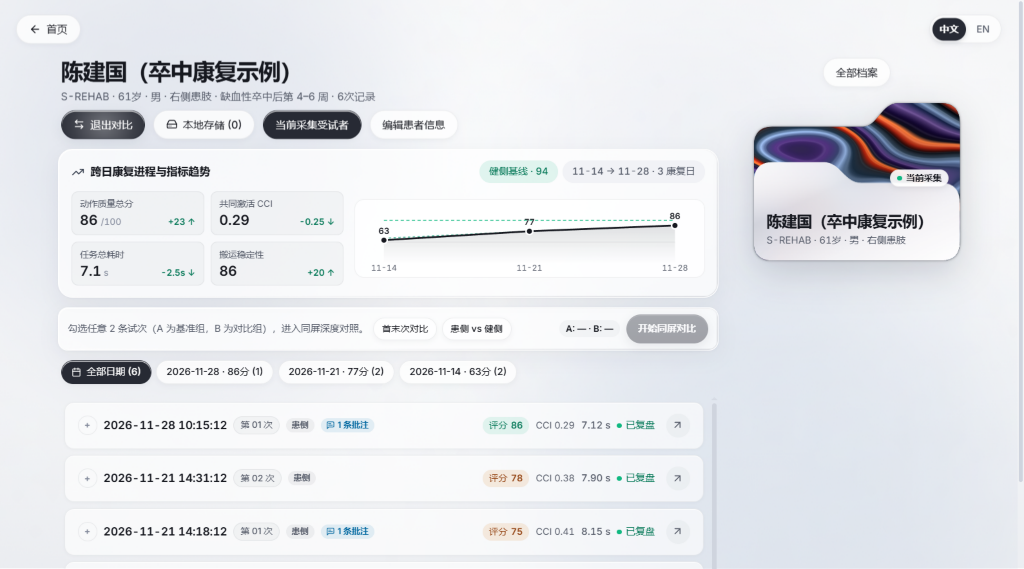 首页
中文 EN
陈建国（卒中康复示例）
S-REHAB · 61岁 · 男 · 右侧患肢 · 缺血性卒中后第 4–6 周 · 6次记录
全部档案
退出对比 本地存储 (0) 当前采集受试者 编辑患者信息
跨日康复进程与指标趋势 健侧基线 · 94 11-14 → 11-28 · 3 康复日
动作质量总分
86 /100 +23 ↑
共同激活 CCI
0.29 -0.25 ↓
任务总耗时
7.1 s -2.5s ↓
搬运稳定性
86 +20 ↑
63 77 86
11-14 11-21 11-28
当前采集
陈建国（卒中康复示例）
S-REHAB · 61岁 · 男 · 右侧患肢
勾选任意 2 条试次（A 为基准组，B 为对比组），进入同屏深度对照。 首末次对比 患侧 vs 健侧 A: — · B: — 开始同屏对比
全部日期 (6) 2026-11-28 · 86分 (1) 2026-11-21 · 77分 (2) 2026-11-14 · 63分 (2)
+ 2026-11-28 10:15:12 第 01 次 患侧 1 条批注 评分 86 CCI 0.29 7.12 s 已复盘
+ 2026-11-21 14:31:12 第 02 次 患侧 评分 78 CCI 0.38 7.90 s 已复盘
+ 2026-11-21 14:18:12 第 01 次 患侧 1 条批注 评分 75 CCI 0.41 8.15 s 已复盘